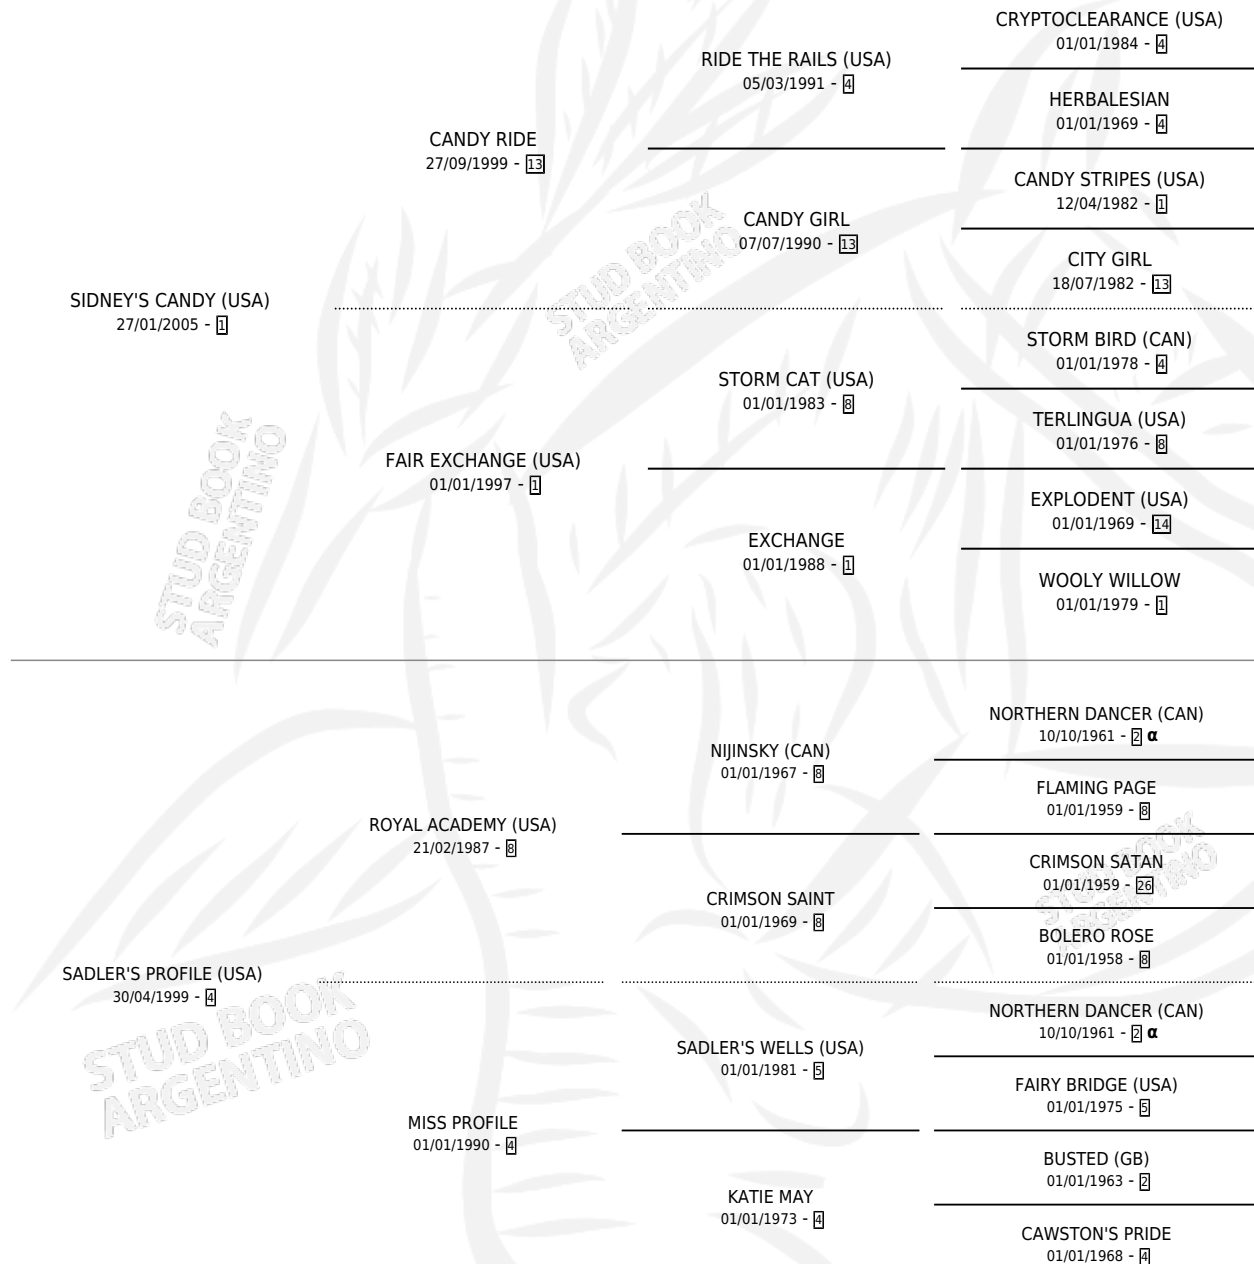 CRYPTOCLEARANCE (USA)
01/01/1984 - 4
RIDE THE RAILS (USA)
05/03/1991 - 4
HERBALESIAN
01/01/1969 - 4
CANDY RIDE
27/09/1999 - 13
CANDY STRIPES (USA)
12/04/1982 - 1
CANDY GIRL
07/07/1990 - 13
CITY GIRL
18/07/1982 - 13
SIDNEY'S CANDY (USA)
27/01/2005 - 1
STORM BIRD (CAN)
01/01/1978 - 4
STORM CAT (USA)
01/01/1983 - 8
TERLINGUA (USA)
01/01/1976 - 8
FAIR EXCHANGE (USA)
01/01/1997 - 1
EXPLODENT (USA)
01/01/1969 - 14
EXCHANGE
01/01/1988 - 1
WOOLY WILLOW
01/01/1979 - 1
NORTHERN DANCER (CAN)
10/10/1961 - 2 α
NIJINSKY (CAN)
01/01/1967 - 8
FLAMING PAGE
01/01/1959 - 8
ROYAL ACADEMY (USA)
21/02/1987 - 8
CRIMSON SATAN
01/01/1959 - 26
CRIMSON SAINT
01/01/1969 - 8
BOLERO ROSE
01/01/1958 - 8
SADLER'S PROFILE (USA)
30/04/1999 - 4
NORTHERN DANCER (CAN)
10/10/1961 - 2 α
SADLER'S WELLS (USA)
01/01/1981 - 5
FAIRY BRIDGE (USA)
01/01/1975 - 5
MISS PROFILE
01/01/1990 - 4
BUSTED (GB)
01/01/1963 - 2
KATIE MAY
01/01/1973 - 4
CAWSTON'S PRIDE
01/01/1968 - 4
STUD BOOK
ARGENTINO
STUD BOOK
ARGENTINO
STUD BOOK
ARGENTINO
STUD BOOK
ARGENTINO